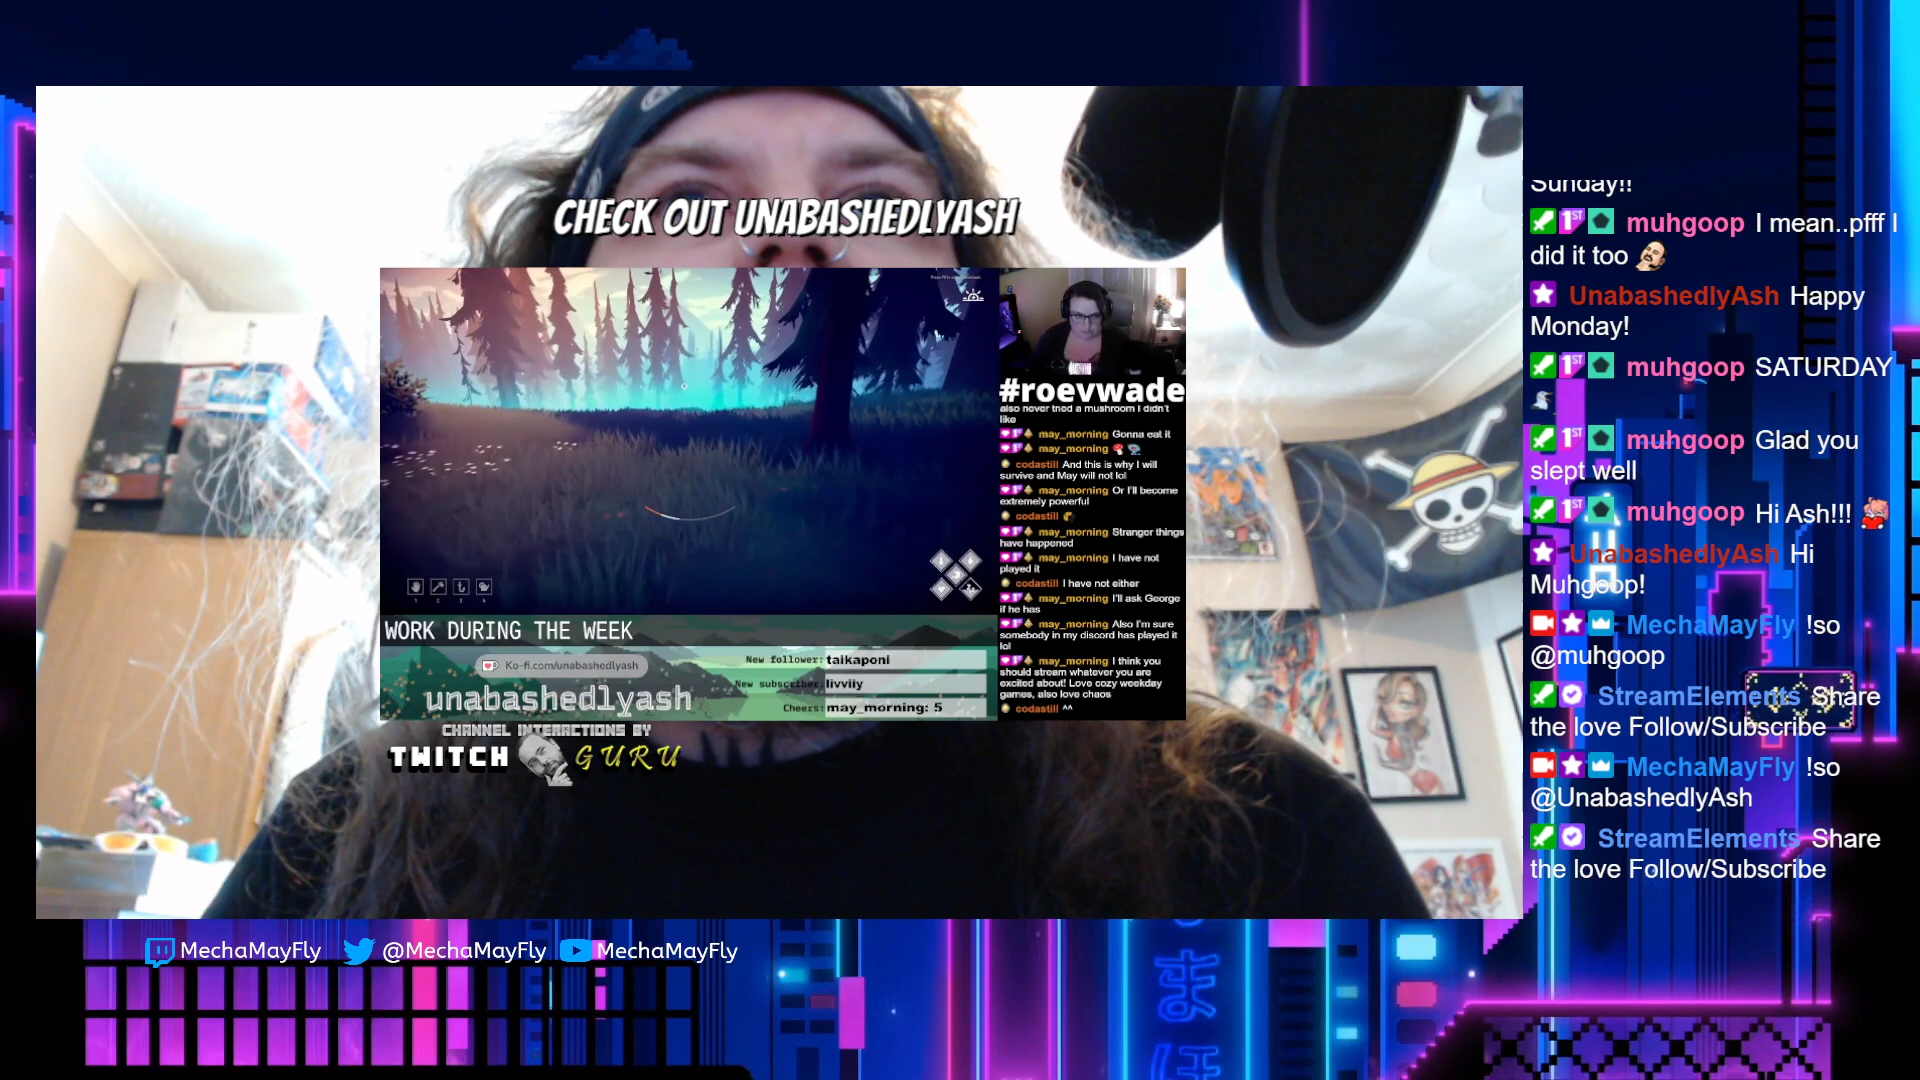 CHECK OUT UNABASHEDLYASH
#roevwade
also never tried a mushroom I didn't
like
may_morning Gonna eat it
may_morning
codastill And this is why I will
survive and May will not lol
may_morning Or I'll become
extremely powerful
codastill
may_morning Stranger things
have happened
may_morning I have not
played it
codastill I have not either
may_morning I'll ask George
if he has
may_morning Also I'm sure
somebody in my discord has played it
lol
may_morning I think you
should stream whatever you are
excited about! Love cozy weekday
games, also love chaos
codastill ^^
WORK DURING THE WEEK
Ko-fi.com/unabashedlyash
unabashedlyash
New follower: taikaponi
New subscriber: livviiy
Cheers: may_morning: 5
CHANNEL INTERACTIONS BY
TWITCH GURU
Sunday!!
muhgoop I mean..pfff I
did it too
UnabashedlyAsh Happy
Monday!
muhgoop SATURDAY
muhgoop Glad you
slept well
muhgoop Hi Ash!!!
UnabashedlyAsh Hi
Muhgoop!
MechaMayFly !so
@muhgoop
StreamElements Share
the love Follow/Subscribe
MechaMayFly !so
@UnabashedlyAsh
StreamElements Share
the love Follow/Subscribe
MechaMayFly @MechaMayFly MechaMayFly
ま
ほ